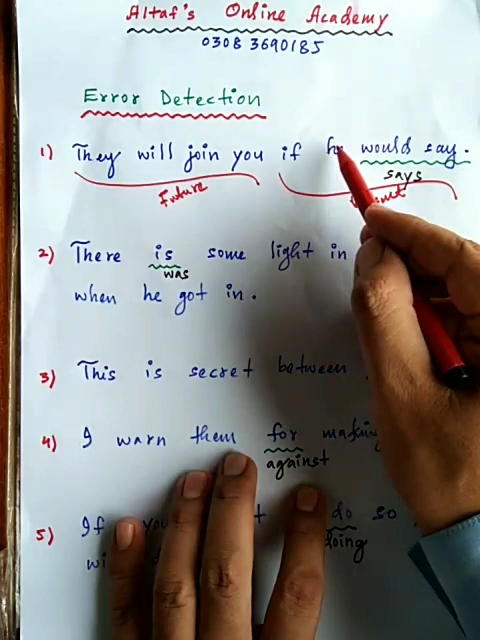 Altaf's Online Academy
0308 3690185
Error Detection
1) They will join you if he would say.
says
Future
2) There is some light in
was
when he got in.
3) This is secret between
4) I warn them for making
against
5) If you do so
doing